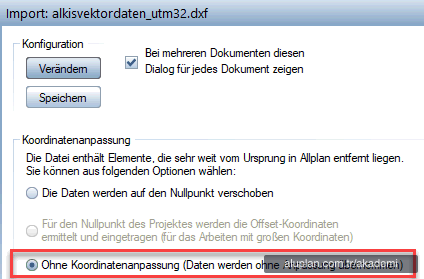 Import: alkisvektordaten_utm32.dxf
Konfiguration
Verändern
Bei mehreren Dokumenten diesen
Dialog für jedes Dokument zeigen
Speichern
Koordinatenanpassung
Die Datei enthält Elemente, die sehr weit vom Ursprung in Allplan entfernt liegen.
Sie können aus folgenden Optionen wählen:
Die Daten werden auf den Nullpunkt verschoben
Für den Nullpunkt des Projektes werden die Offset-Koordinaten
ermittelt und eingetragen (für das Arbeiten mit großen Koordinaten)
Ohne Koordinatenanpassung (Daten werden ohne Anpassung übernommen)
aluplan.com.tr/akademi